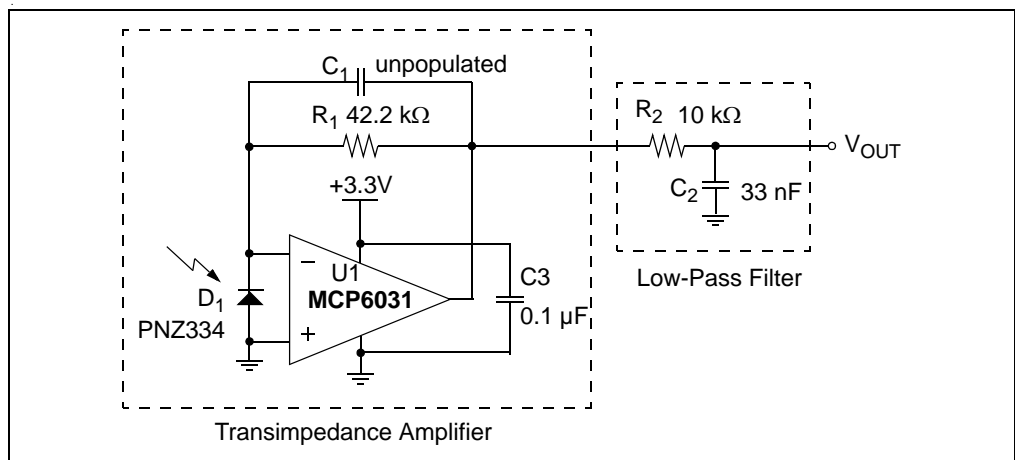 C1 unpopulated
R1 42.2 kΩ
+3.3V
−
U1
MCP6031
+
D1
PNZ334
C3
0.1 µF
Transimpedance Amplifier
R2 10 kΩ
VOUT
C2 33 nF
Low-Pass Filter